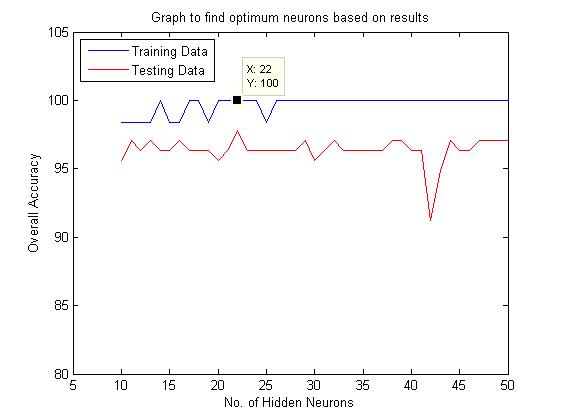 Graph to find optimum neurons based on results
105
Training Data
Testing Data
X: 22
Y: 100
100
95
90
85
80
Overall Accuracy
5
10
15
20
25
30
35
40
45
50
No. of Hidden Neurons